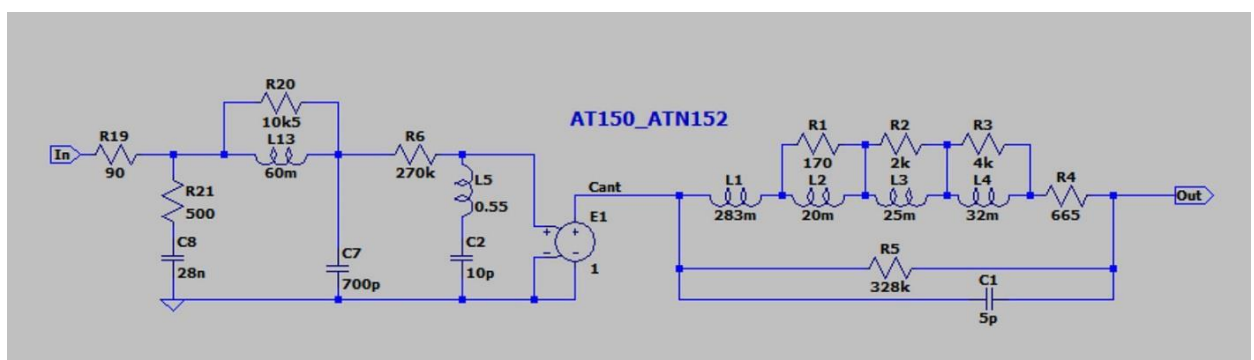 R20
10k5
L13
60m
In
R19
90
R21
500
C8
28n
C7
700p
R6
270k
L5
0.55
C2
10p
AT150_ATN152
+
-
+
-
E1
1
Cant
L1
283m
R1
170
L2
20m
R2
2k
L3
25m
R3
4k
L4
32m
R4
665
Out
R5
328k
C1
5p